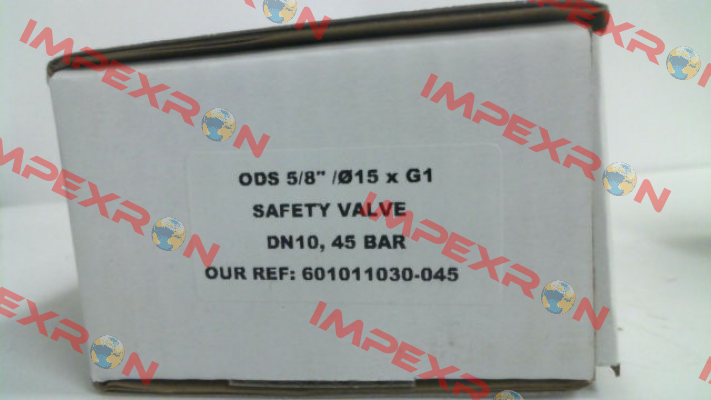 ODS 5/8" /Ø15 x G1
SAFETY VALVE
DN10, 45 BAR
OUR REF: 601011030-045
IMPEXRON
IMPEXRON
IMPEXRON
IMPEXRON
IMPEXRON
IMPEXRON